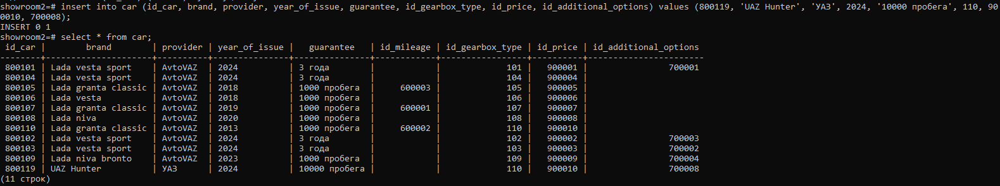 showroom2=# insert into car (id_car, brand, provider, year_of_issue, guarantee, id_gearbox_type, id_price, id_additional_options) values (800119, 'UAZ Hunter', 'УАЗ', 2024, '10000 пробега', 110, 90
0010, 700008);
INSERT 0 1
showroom2=# select * from car;
 id_car |        brand        | provider | year_of_issue |   guarantee   | id_mileage | id_gearbox_type | id_price | id_additional_options
--------+---------------------+----------+---------------+---------------+------------+-----------------+----------+-----------------------
 800101 | Lada vesta sport    | AvtoVAZ  | 2024          | 3 года        |            |             101 |   900001 |                700001
 800104 | Lada vesta sport    | AvtoVAZ  | 2024          | 3 года        |            |             104 |   900004 |
 800105 | Lada granta classic | AvtoVAZ  | 2018          | 1000 пробега  |     600003 |             105 |   900005 |
 800106 | Lada vesta          | AvtoVAZ  | 2018          | 1000 пробега  |            |             106 |   900006 |
 800107 | Lada granta classic | AvtoVAZ  | 2019          | 1000 пробега  |     600001 |             107 |   900007 |
 800108 | Lada niva           | AvtoVAZ  | 2020          | 1000 пробега  |            |             108 |   900008 |
 800110 | Lada granta classic | AvtoVAZ  | 2013          | 1000 пробега  |     600002 |             110 |   900010 |
 800102 | Lada vesta sport    | AvtoVAZ  | 2024          | 3 года        |            |             102 |   900002 |                700003
 800103 | Lada vesta sport    | AvtoVAZ  | 2024          | 3 года        |            |             103 |   900003 |                700002
 800109 | Lada niva bronto    | AvtoVAZ  | 2023          | 1000 пробега  |            |             109 |   900009 |                700004
 800119 | UAZ Hunter          | УАЗ      | 2024          | 10000 пробега |            |             110 |   900010 |                700008
(11 строк)